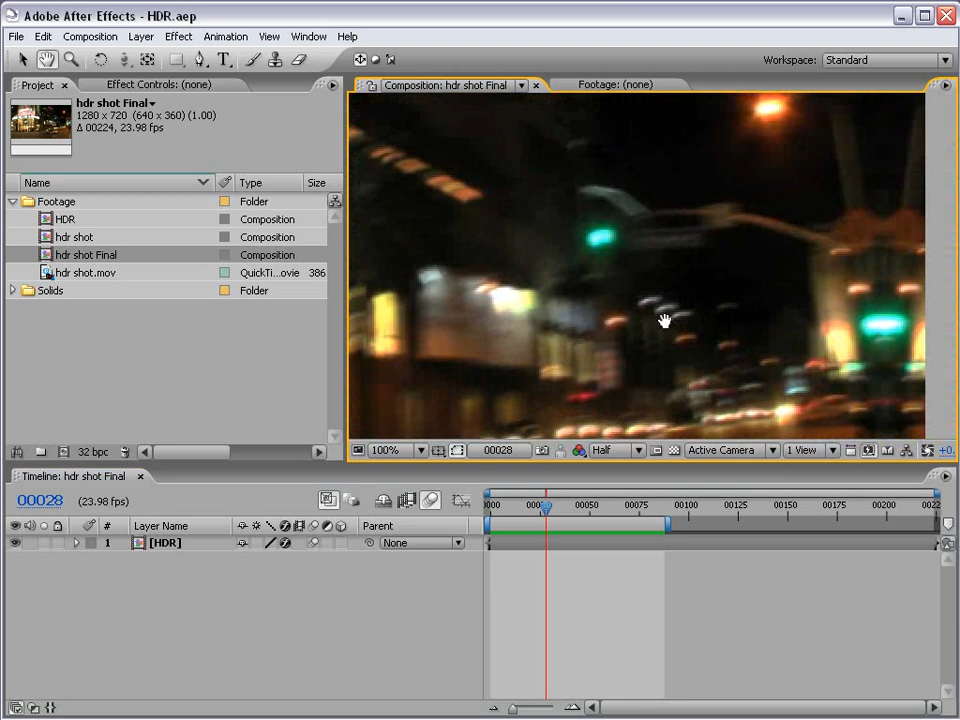 Adobe After Effects - HDR.aep
File Edit Composition Layer Effect Animation View Window Help
Workspace: Standard
Project × Effect Controls: (none)
Composition: hdr shot Final × Footage: (none)
hdr shot Final
1280 x 720 (640 x 360) (1.00)
Δ 00224, 23.98 fps
Name Type Size
Footage Folder
HDR Composition
hdr shot Composition
hdr shot Final Composition
hdr shot.mov QuickTi...ovie 386
Solids Folder
32 bpc
100% 00028 Half Active Camera 1 View +0.
Timeline: hdr shot Final ×
00028 (23.98 fps)
00050 00075 00100 00125 00150 00175 00200
# Layer Name Parent
1 [HDR] None